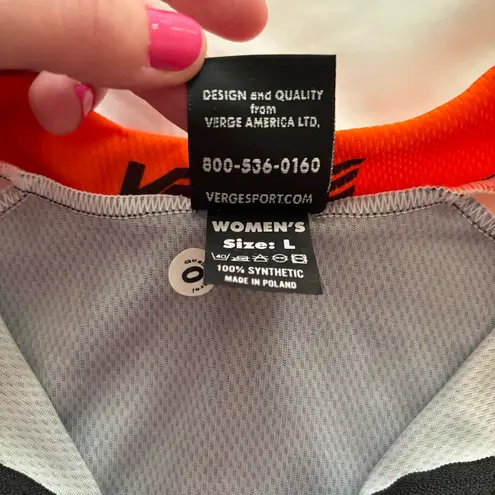 DESIGN and QUALITY
from
VERGE AMERICA LTD,
800-536-0160
VERGESPORT.COM
WOMEN'S
Size: L
40
100% SYNTHETIC
MADE IN POLAND